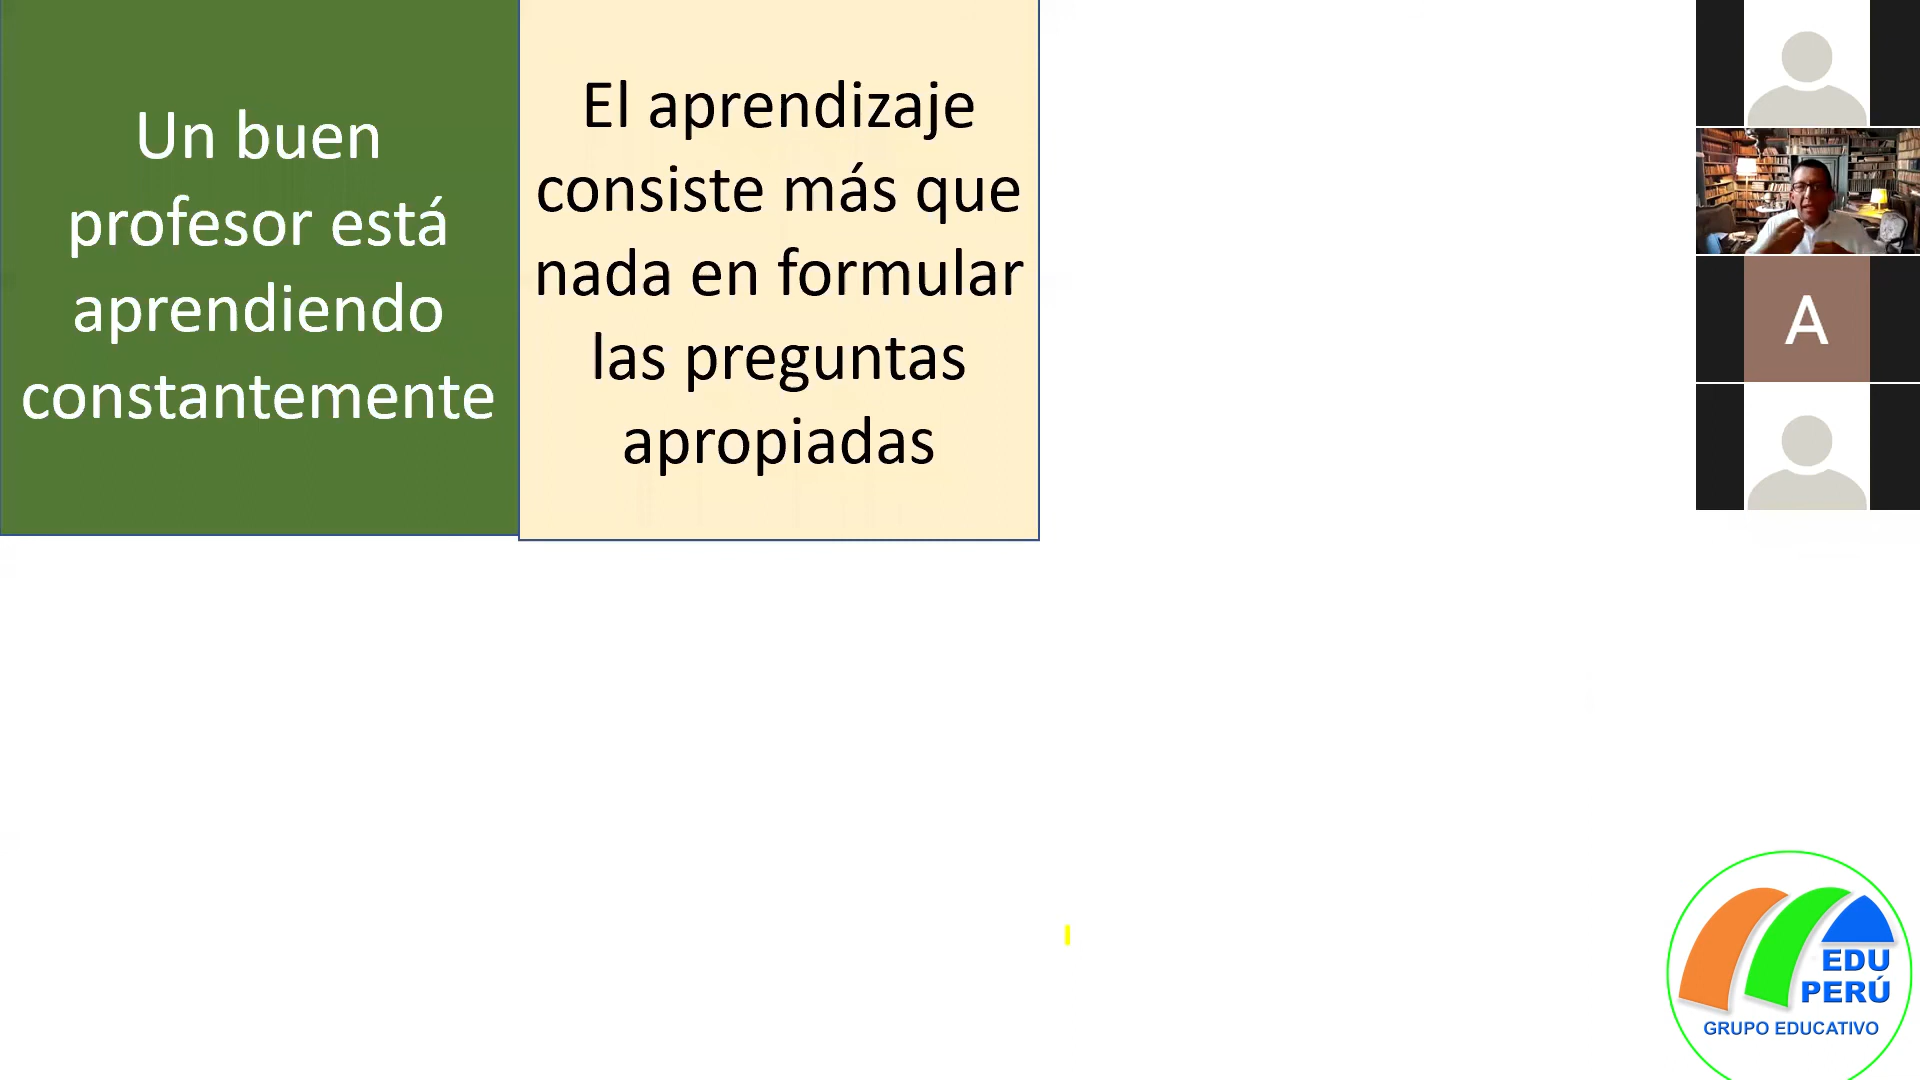 Un buen
profesor está
aprendiendo
constantemente
El aprendizaje
consiste más que
nada en formular
las preguntas
apropiadas
A
EDU
PERÚ
GRUPO EDUCATIVO